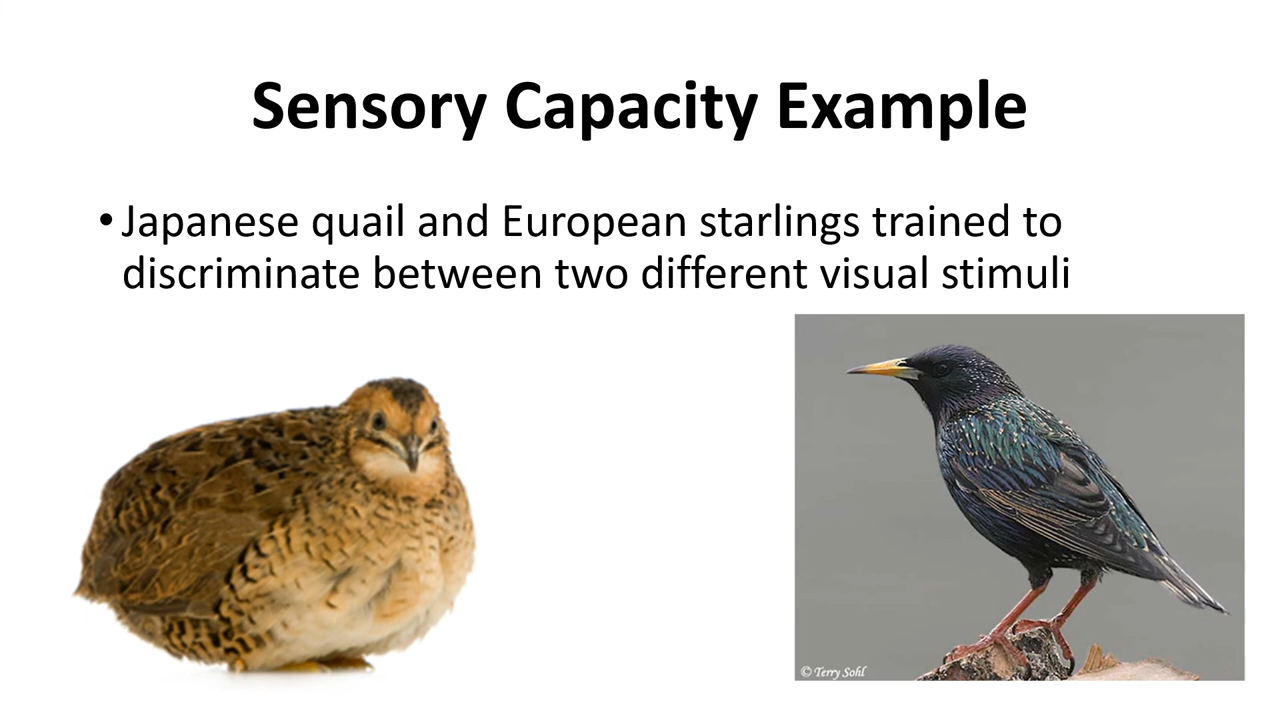 Sensory Capacity Example
• Japanese quail and European starlings trained to
discriminate between two different visual stimuli
© Terry Sohl